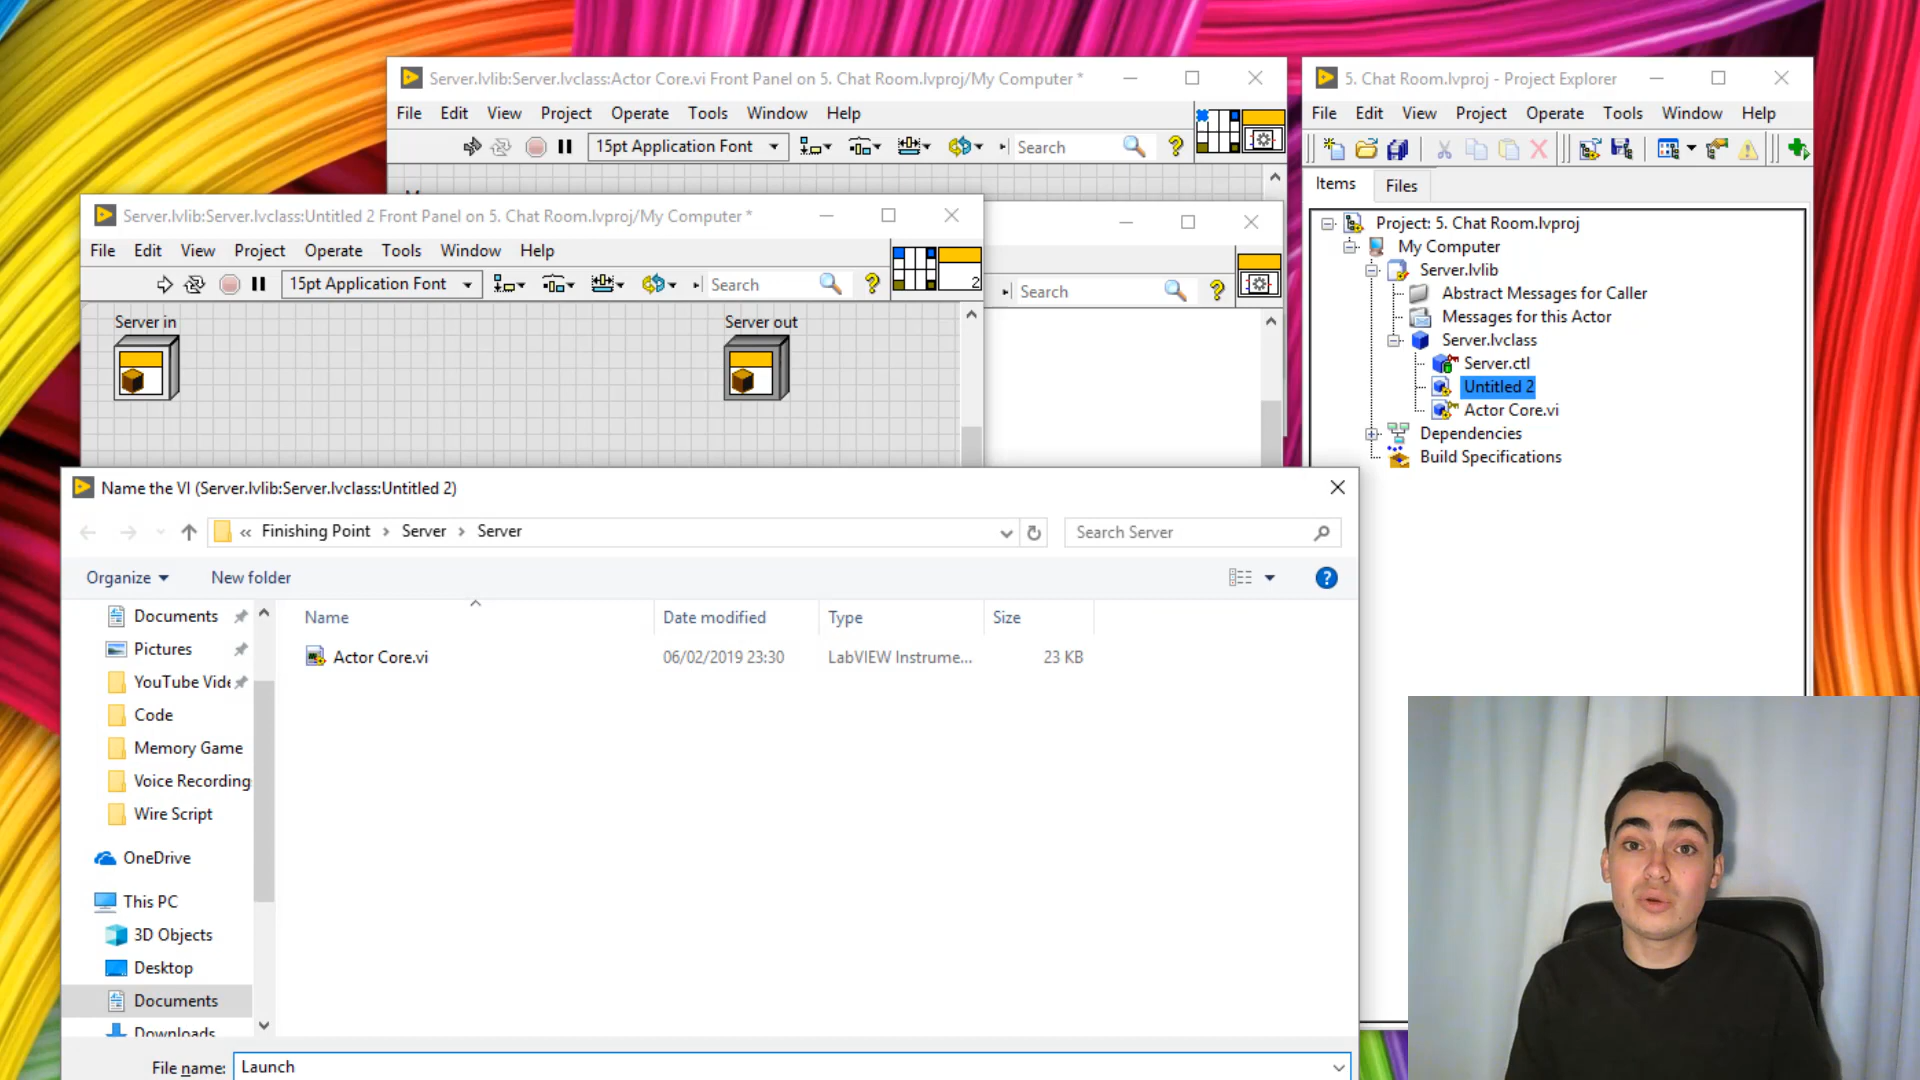 Server.lvlib:Server.lvclass:Actor Core.vi Front Panel on 5. Chat Room.lvproj/My Computer *
File Edit View Project Operate Tools Window Help
15pt Application Font
Search
Server.lvlib:Server.lvclass:Untitled 2 Front Panel on 5. Chat Room.lvproj/My Computer *
File Edit View Project Operate Tools Window Help
15pt Application Font
Search
2
Search
Server in
Server out
5. Chat Room.lvproj - Project Explorer
File Edit View Project Operate Tools Window Help
Items Files
Project: 5. Chat Room.lvproj
My Computer
Server.lvlib
Abstract Messages for Caller
Messages for this Actor
Server.lvclass
Server.ctl
Untitled 2
Actor Core.vi
Dependencies
Build Specifications
Name the VI (Server.lvlib:Server.lvclass:Untitled 2)
« Finishing Point › Server › Server
Search Server
Organize New folder
Documents
Pictures
YouTube Vide
Code
Memory Game
Voice Recording
Wire Script
OneDrive
This PC
3D Objects
Desktop
Documents
Downloads
Name Date modified Type Size
Actor Core.vi 06/02/2019 23:30 LabVIEW Instrume... 23 KB
File name: Launch